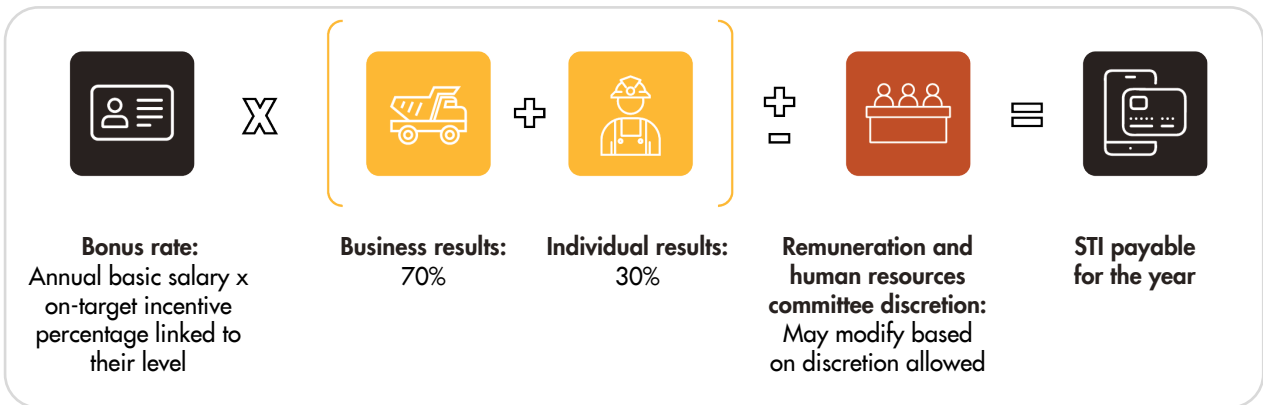 X
+
+
-
=
Bonus rate:
Annual basic salary x
on-target incentive
percentage linked to
their level
Business results:
70%
Individual results:
30%
Remuneration and
human resources
committee discretion:
May modify based
on discretion allowed
STI payable
for the year